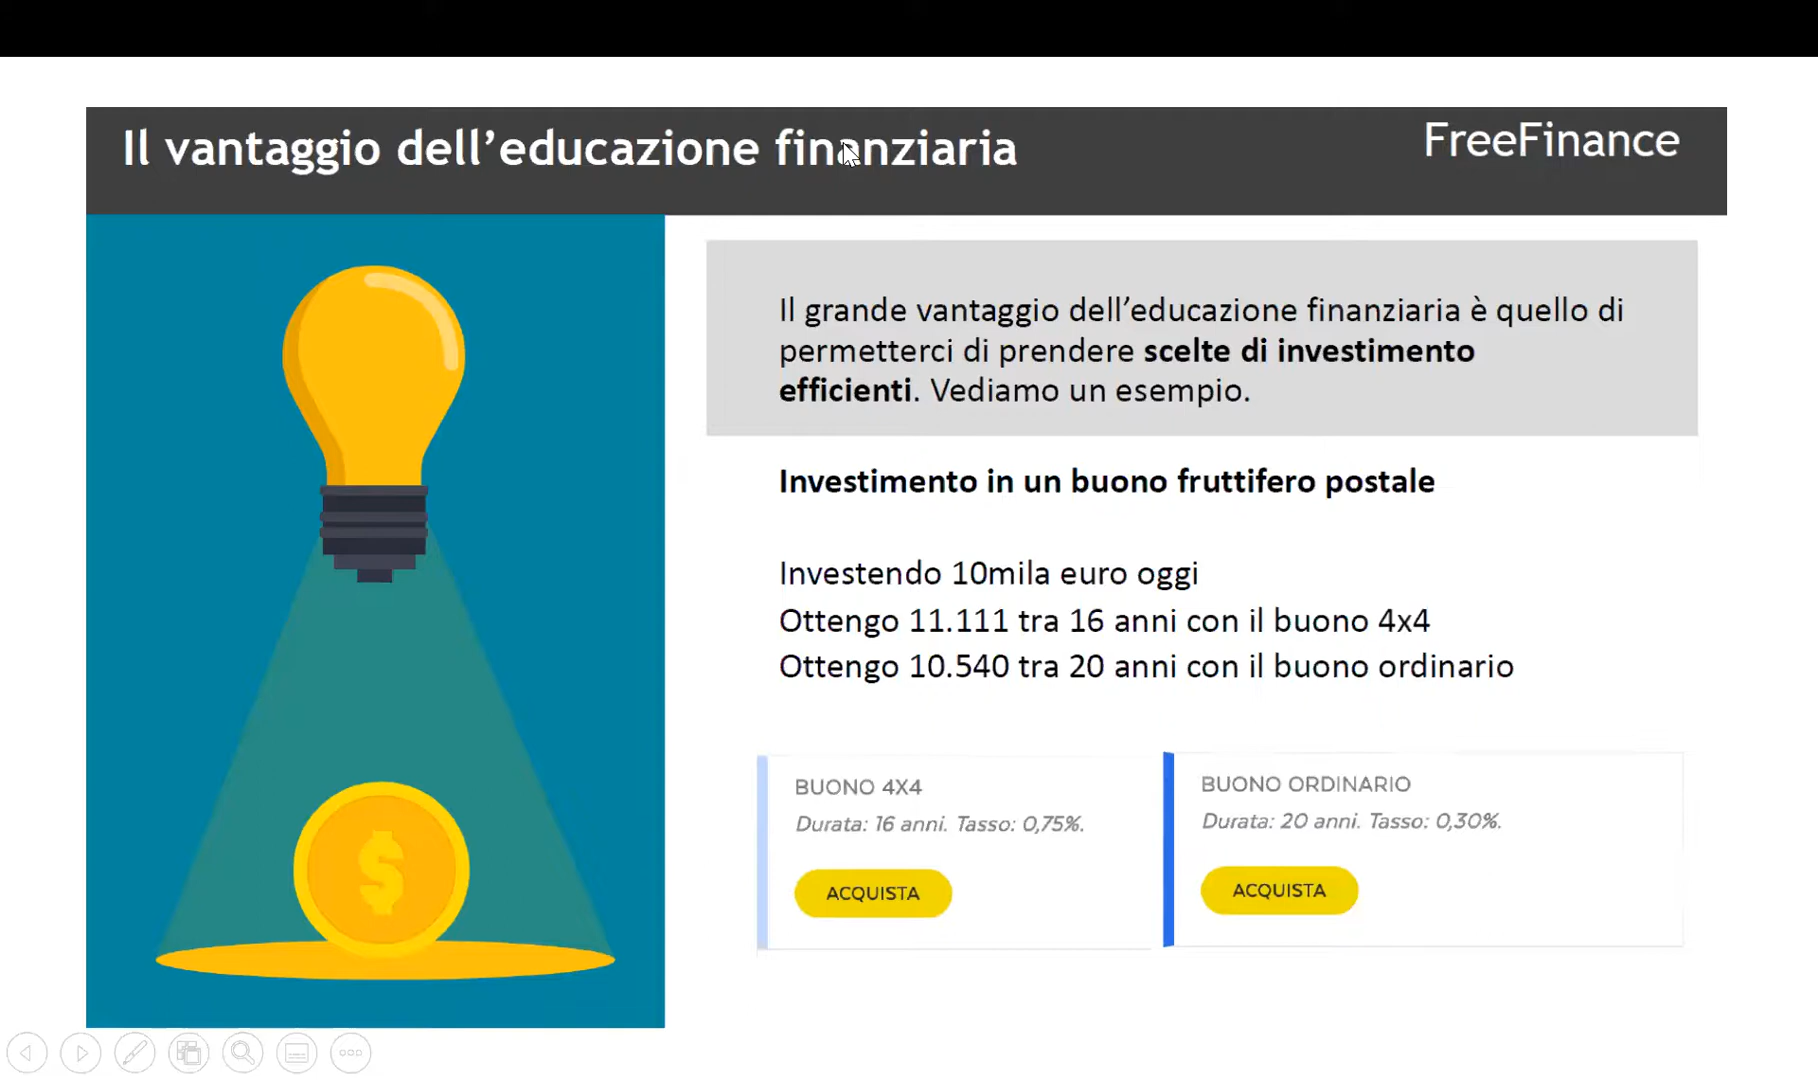 Il vantaggio dell’educazione finanziaria
FreeFinance
Il grande vantaggio dell’educazione finanziaria è quello di
permetterci di prendere scelte di investimento
efficienti. Vediamo un esempio.
Investimento in un buono fruttifero postale
Investendo 10mila euro oggi
Ottengo 11.111 tra 16 anni con il buono 4x4
Ottengo 10.540 tra 20 anni con il buono ordinario
BUONO 4X4
Durata: 16 anni. Tasso: 0,75%.
ACQUISTA
BUONO ORDINARIO
Durata: 20 anni. Tasso: 0,30%.
ACQUISTA
$